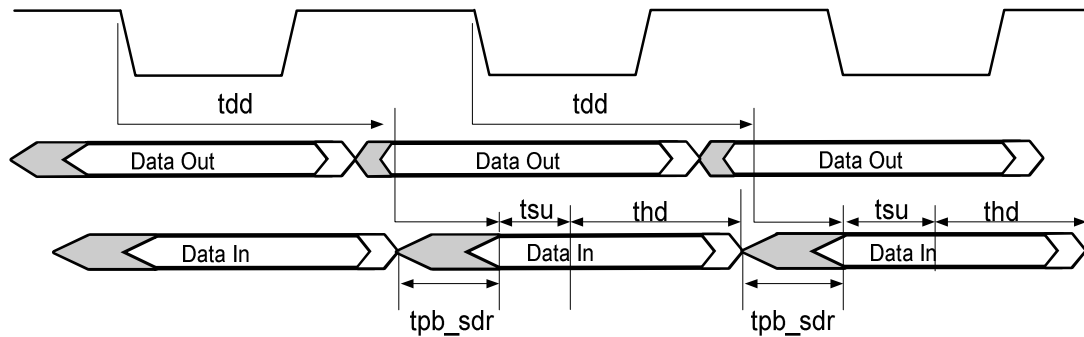 tdd tdd
Data Out Data Out Data Out
tsu thd tsu thd
Data In Data In Data In
tpb_sdr tpb_sdr